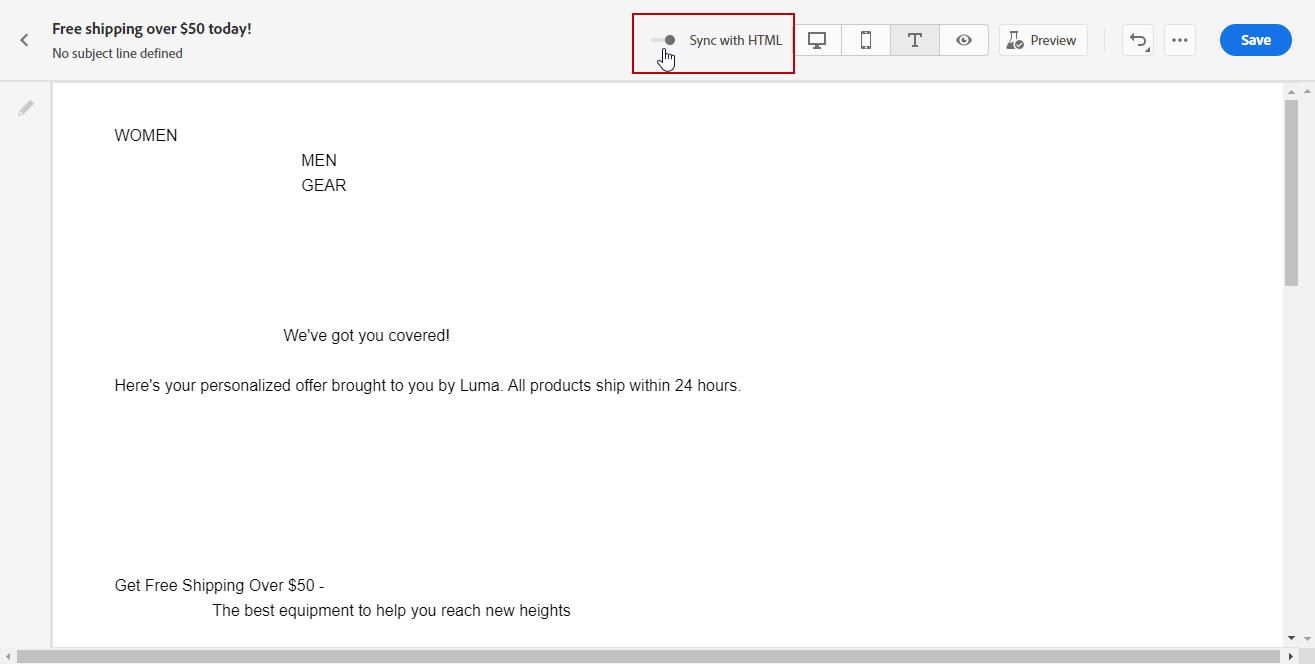 Free shipping over $50 today!
No subject line defined
Sync with HTML
Preview
Save
WOMEN
MEN
GEAR
We've got you covered!
Here's your personalized offer brought to you by Luma. All products ship within 24 hours.
Get Free Shipping Over $50 -
The best equipment to help you reach new heights